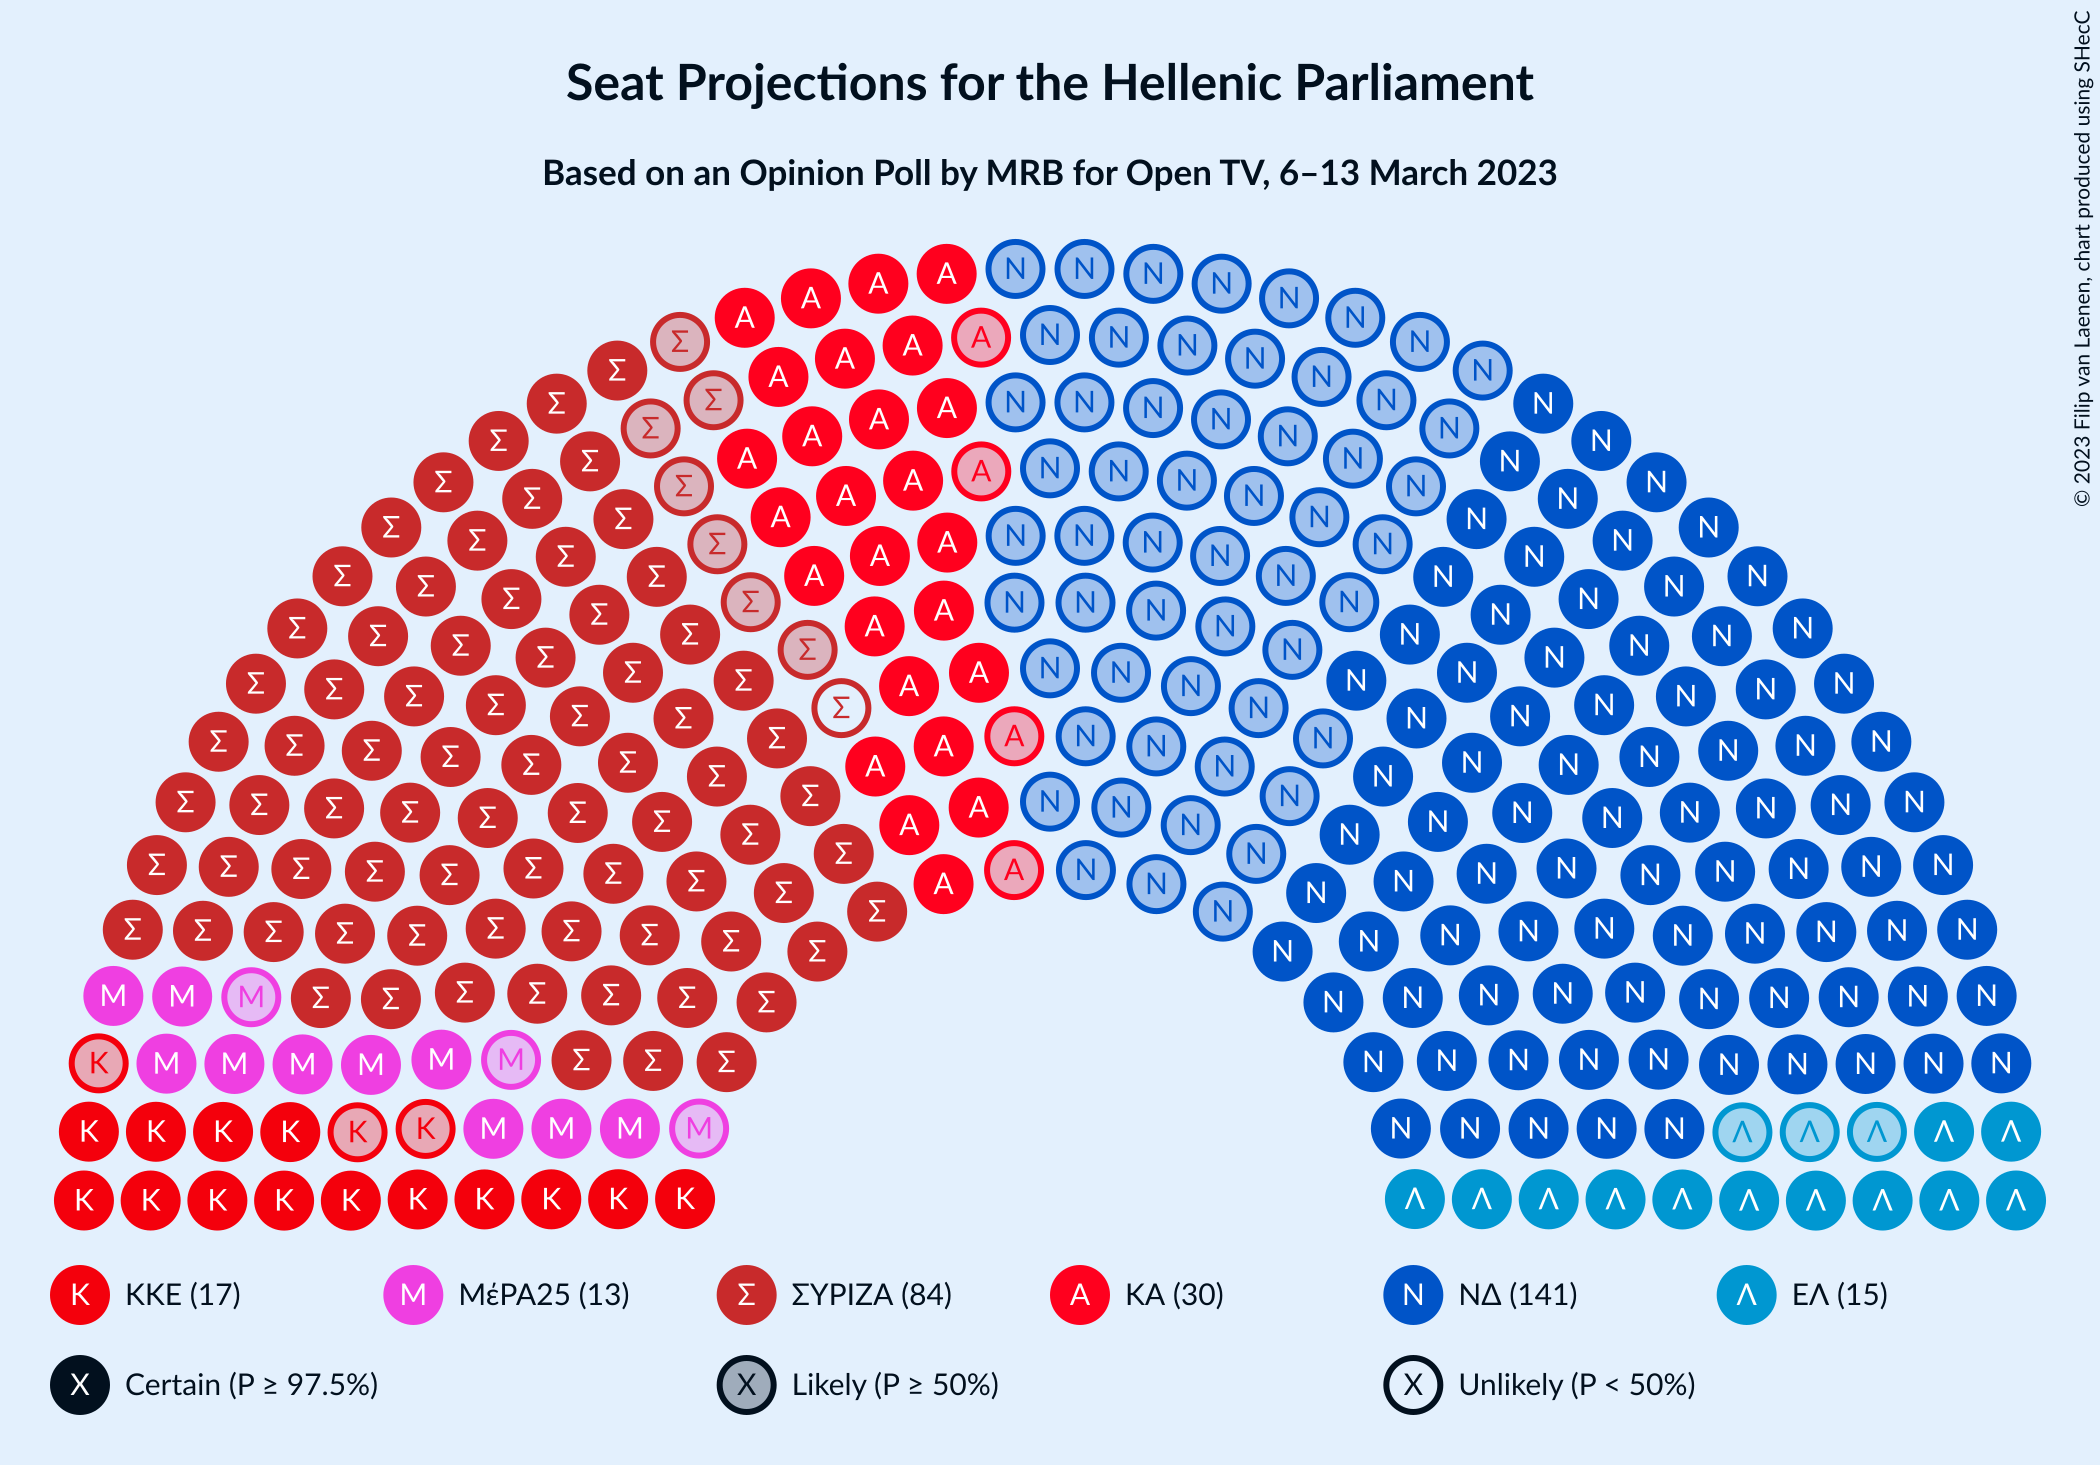 Seat Projections for the Hellenic Parliament
Based on an Opinion Poll by MRB for Open TV, 6–13 March 2023
© 2023 Filip van Laenen, chart produced using SHecC
K KKE (17)
M ΜέΡΑ25 (13)
Σ ΣΥΡΙΖΑ (84)
A ΚΑ (30)
N ΝΔ (141)
Λ ΕΛ (15)
X Certain (P ≥ 97.5%)
X Likely (P ≥ 50%)
X Unlikely (P < 50%)